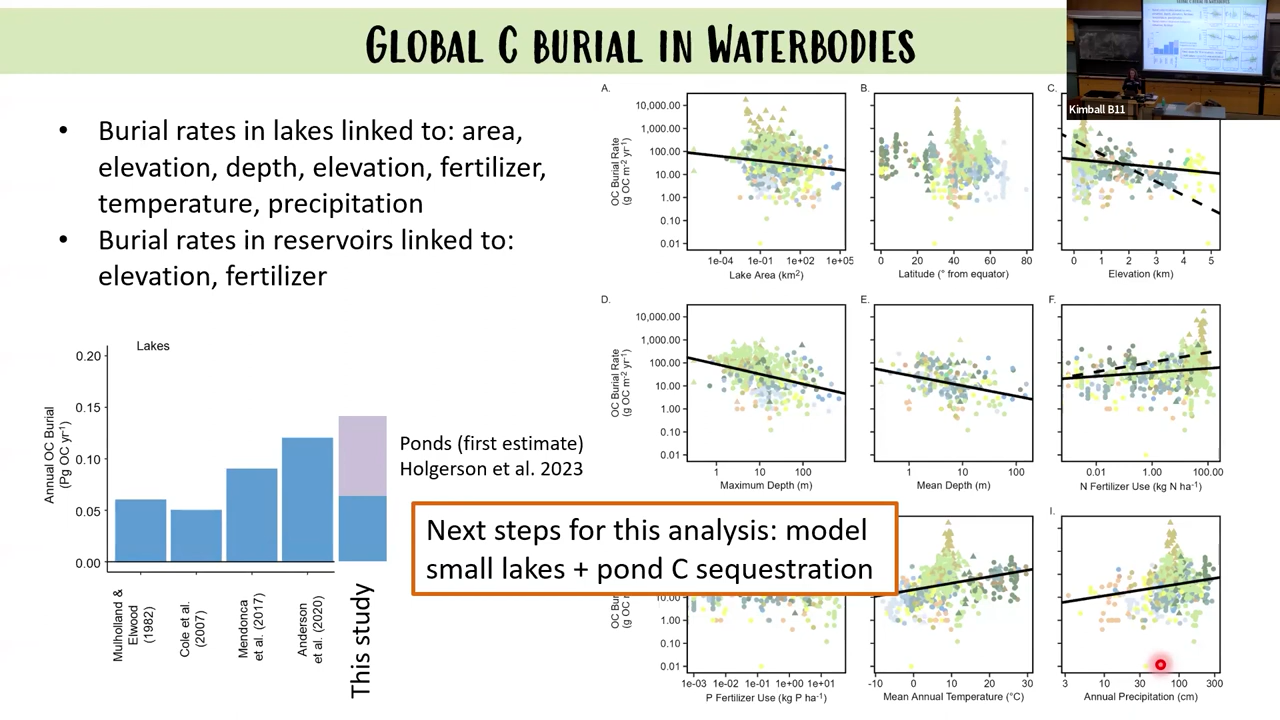 GLOBAL C BURIAL IN WATERBODIES
Kimball B11
• Burial rates in lakes linked to: area,
elevation, depth, elevation, fertilizer,
temperature, precipitation
• Burial rates in reservoirs linked to:
elevation, fertilizer
Lakes
Annual OC Burial
(Pg OC yr⁻¹)
0.20
0.15
0.10
0.05
0.00
Mulholland &
Elwood
(1982)
Cole et al.
(2007)
Mendonca
et al. (2017)
Anderson
et al. (2020)
This study
Ponds (first estimate)
Holgerson et al. 2023
Next steps for this analysis: model
small lakes + pond C sequestration
A.
OC Burial Rate
(g OC m⁻² yr⁻¹)
10,000.00
1,000.00
100.00
10.00
1.00
0.10
0.01
1e-04 1e-01 1e+02 1e+05
Lake Area (km²)
B.
0 20 40 60 80
Latitude (° from equator)
C.
0 1 2 3 4 5
Elevation (km)
D.
OC Burial Rate
(g OC m⁻² yr⁻¹)
10,000.00
1,000.00
100.00
10.00
1.00
0.10
0.01
1 10 100
Maximum Depth (m)
E.
1 10 100
Mean Depth (m)
F.
0.01 1.00 100.00
N Fertilizer Use (kg N ha⁻¹)
1.00
0.10
0.01
1e-03 1e-02 1e-01 1e+00 1e+01
P Fertilizer Use (kg P ha⁻¹)
-10 0 10 20 30
Mean Annual Temperature (°C)
I.
3 10 30 100 300
Annual Precipitation (cm)